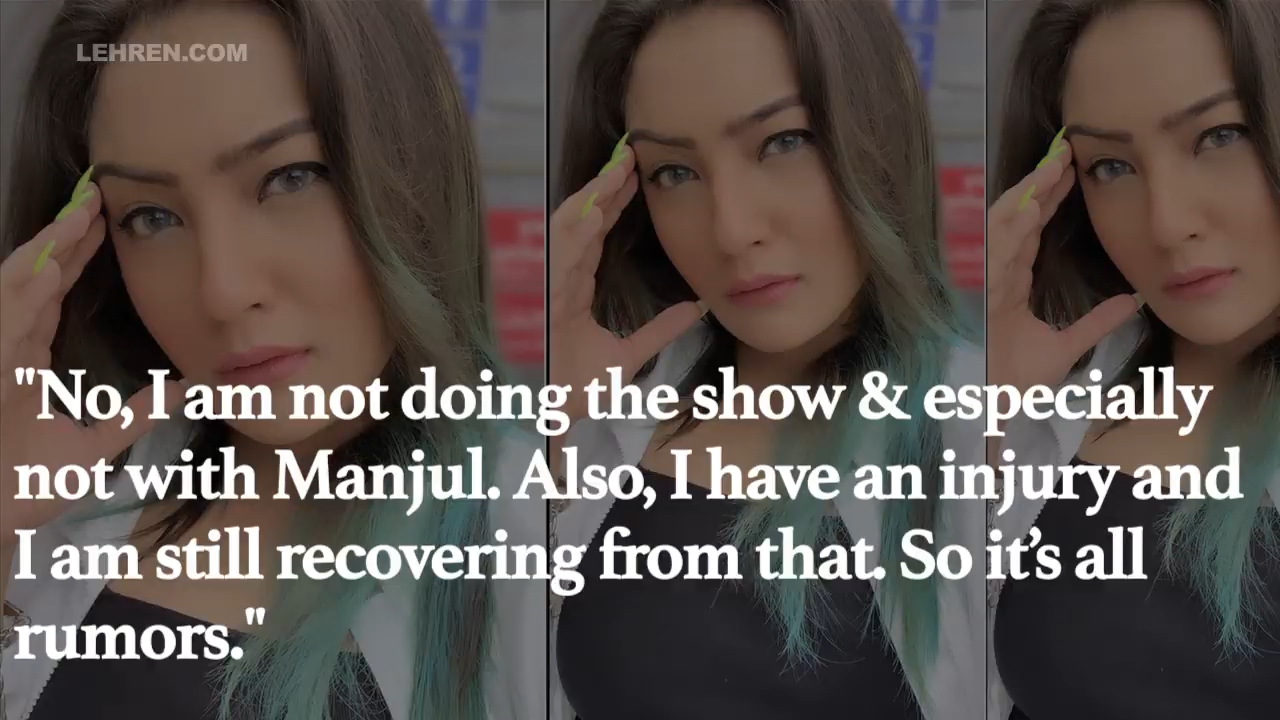 LEHREN.COM
"No, I am not doing the show & especially
not with Manjul. Also, I have an injury and
I am still recovering from that. So it’s all
rumors."